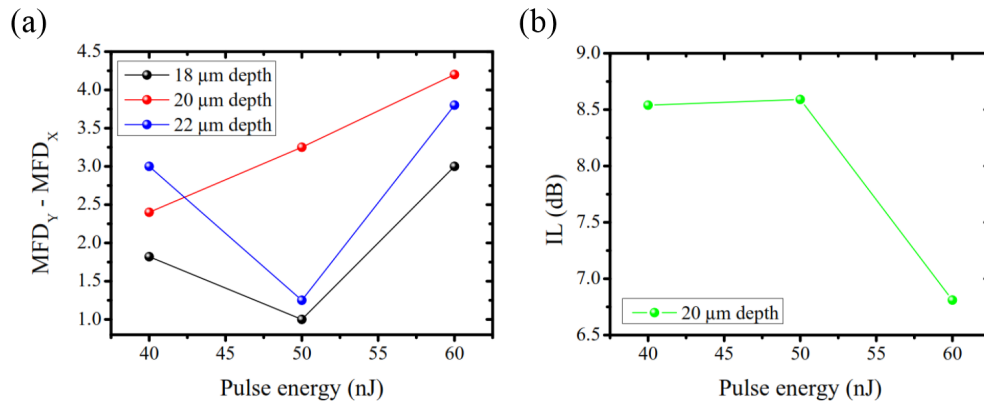 (a)
4.5
4.0
3.5
3.0
2.5
2.0
1.5
1.0
MFD_Y - MFD_X
18 µm depth
20 µm depth
22 µm depth
40 45 50 55 60
Pulse energy (nJ)
(b)
9.0
8.5
8.0
7.5
7.0
6.5
IL (dB)
20 µm depth
40 45 50 55 60
Pulse energy (nJ)